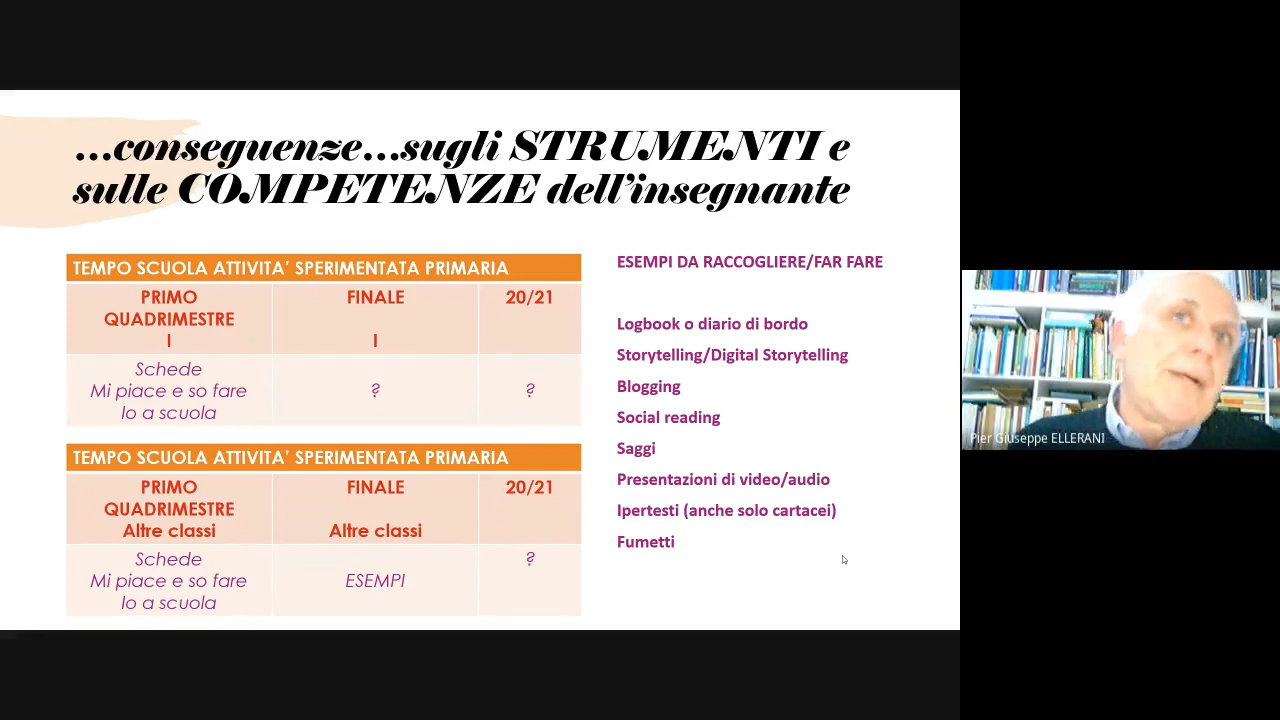 ...conseguenze...sugli STRUMENTI e
sulle COMPETENZE dell'insegnante
TEMPO SCUOLA ATTIVITA' SPERIMENTATA PRIMARIA
PRIMO QUADRIMESTRE I
FINALE I
20/21
Schede
Mi piace e so fare
Io a scuola
?
?
TEMPO SCUOLA ATTIVITA' SPERIMENTATA PRIMARIA
PRIMO
QUADRIMESTRE
Altre classi
FINALE
Altre classi
20/21
Schede
Mi piace e so fare
Io a scuola
ESEMPI
?
ESEMPI DA RACCOGLIERE/FAR FARE
Logbook o diario di bordo
Storytelling/Digital Storytelling
Blogging
Social reading
Saggi
Presentazioni di video/audio
Ipertesti (anche solo cartacei)
Fumetti
Pier Giuseppe ELLERANI